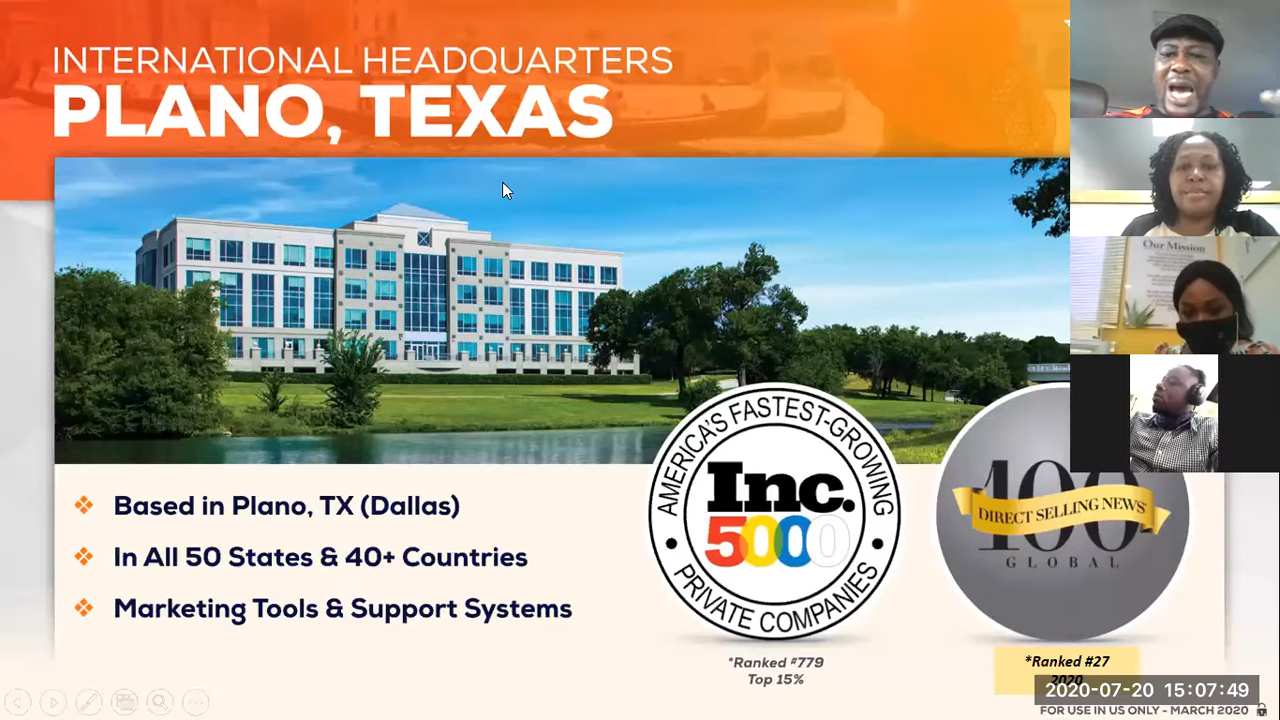 INTERNATIONAL HEADQUARTERS
PLANO, TEXAS
Our Mission
Based in Plano, TX (Dallas)
In All 50 States & 40+ Countries
Marketing Tools & Support Systems
AMERICA'S FASTEST-GROWING
Inc.
5000
PRIVATE COMPANIES
*Ranked #779
Top 15%
100
DIRECT SELLING NEWS
GLOBAL
*Ranked #27
2020
2020-07-20 15:07:49
FOR USE IN US ONLY - MARCH 2020